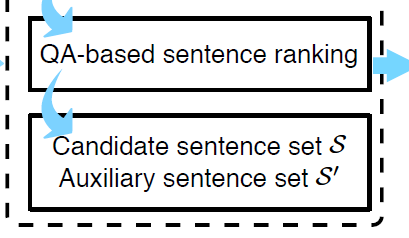 QA-based sentence ranking
Candidate sentence set 𝒮
Auxiliary sentence set 𝒮′